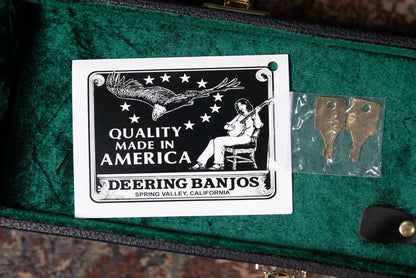 QUALITY
MADE IN
AMERICA
DEERING BANJOS
SPRING VALLEY, CALIFORNIA